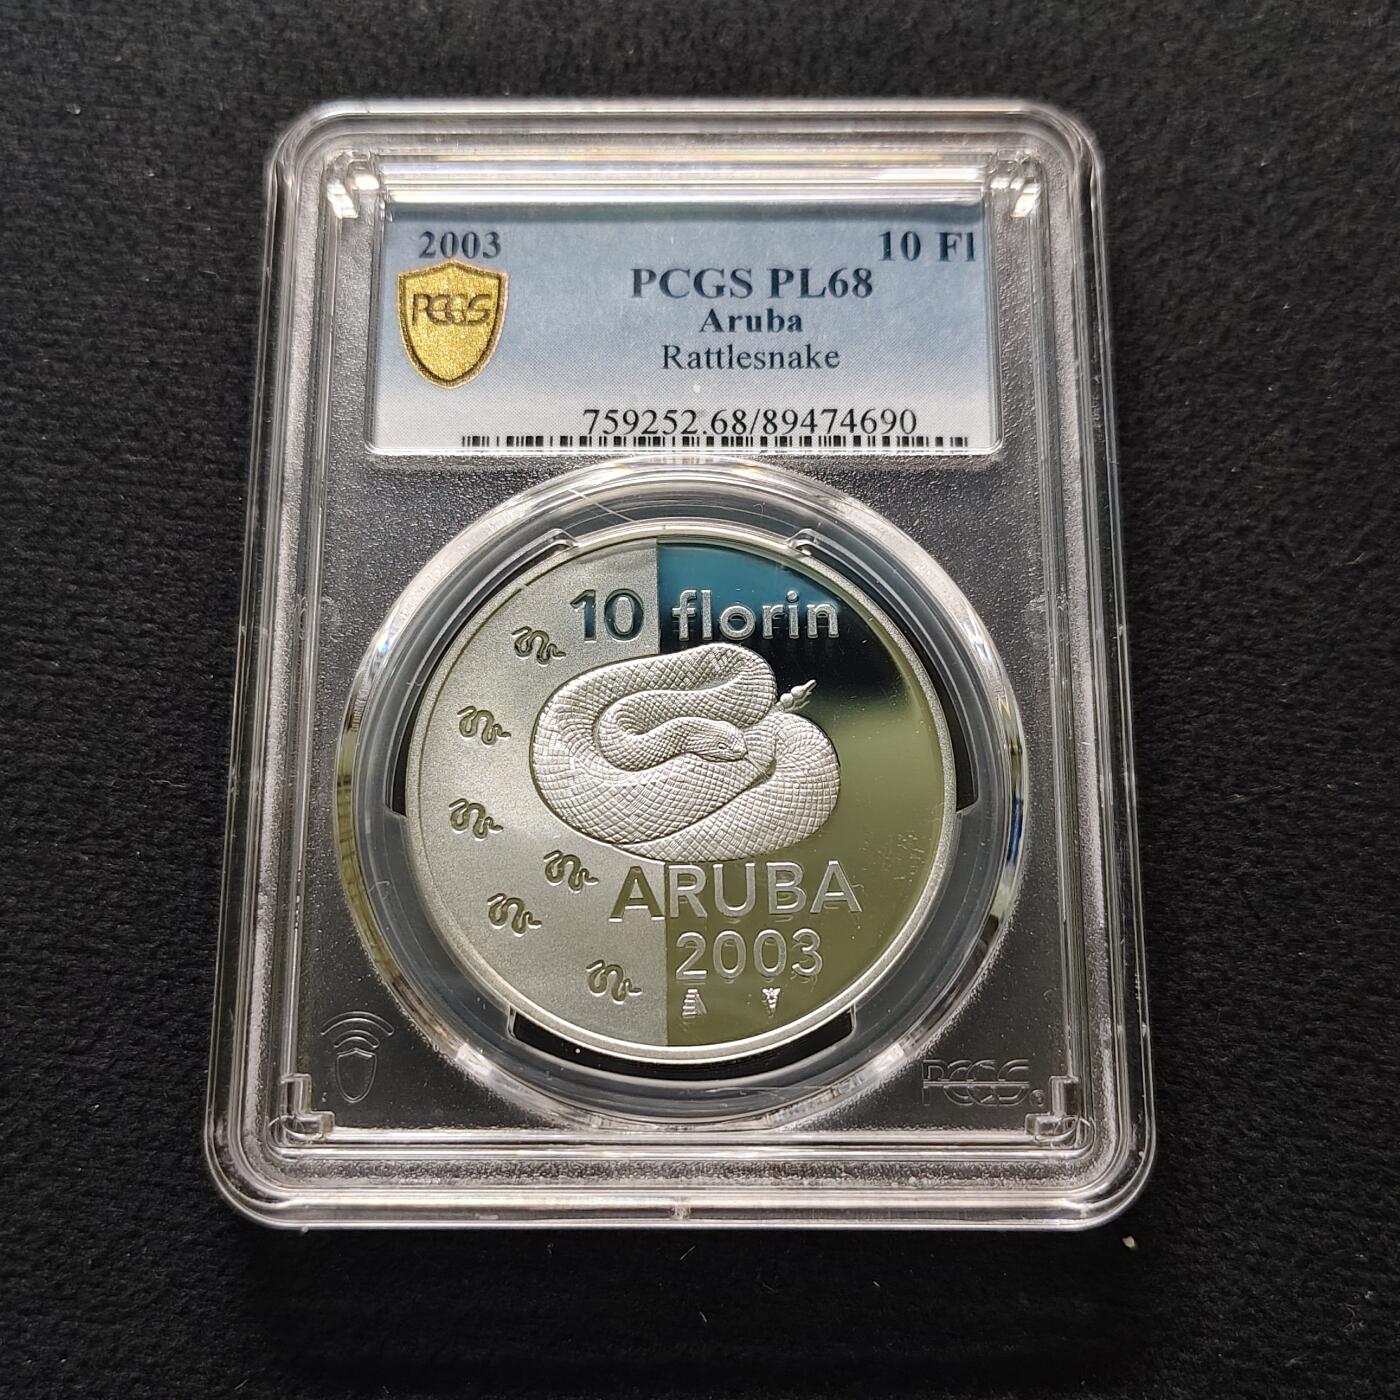 2003
10 Fl
PCGS
PCGS PL68
Aruba
Rattlesnake
759252.68/89474690
10 florin
ARUBA
2003
PCGS